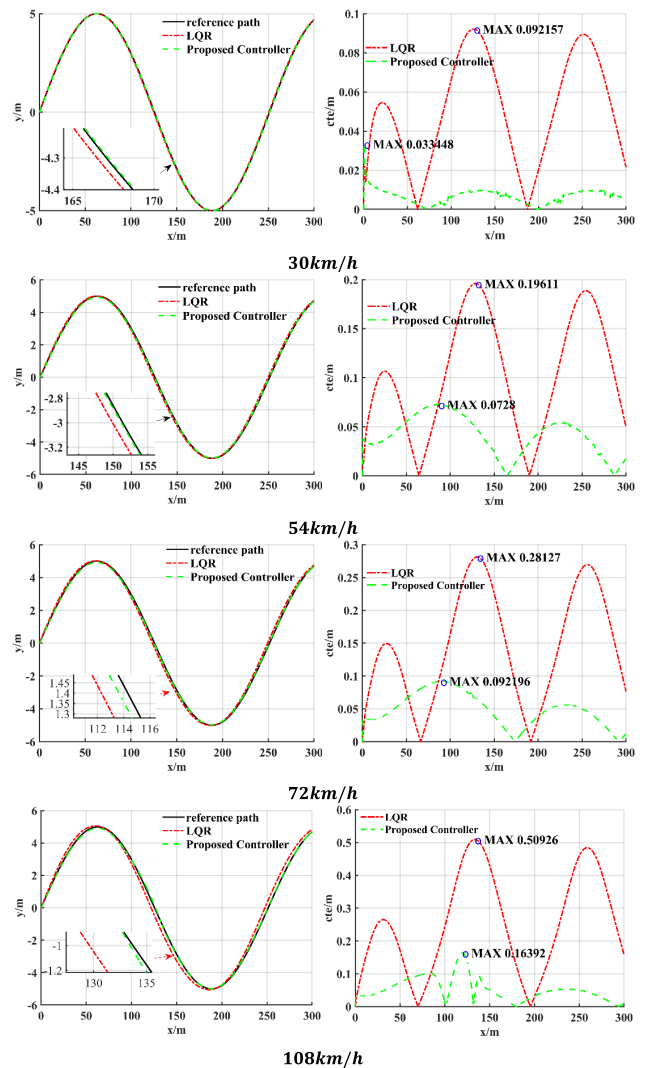 reference path
LQR
Proposed Controller
y/m
5
0
-5
-4.3
-4.4
165
170
0
50
100
150
200
250
300
x/m
LQR
Proposed Controller
MAX 0.092157
MAX 0.033448
cte/m
0.1
0.08
0.06
0.04
0.02
0
0
50
100
150
200
250
300
x/m
30km/h
reference path
LQR
Proposed Controller
y/m
6
4
2
0
-2
-4
-6
-2.8
-3
-3.2
145
150
155
0
50
100
150
200
250
300
x/m
LQR
Proposed Controller
MAX 0.19611
MAX 0.0728
cte/m
0.2
0.15
0.1
0.05
0
0
50
100
150
200
250
300
x/m
54km/h
reference path
LQR
Proposed Controller
y/m
6
4
2
0
-2
-4
-6
1.45
1.4
1.35
1.3
112
114
116
0
50
100
150
200
250
300
x/m
LQR
Proposed Controller
MAX 0.28127
MAX 0.092196
cte/m
0.3
0.25
0.2
0.15
0.1
0.05
0
0
50
100
150
200
250
300
x/m
72km/h
reference path
LQR
Proposed Controller
y/m
6
4
2
0
-2
-4
-6
-1
-1.2
130
135
0
50
100
150
200
250
300
x/m
LQR
Proposed Controller
MAX 0.50926
MAX 0.16392
cte/m
0.6
0.5
0.4
0.3
0.2
0.1
0
0
50
100
150
200
250
300
x/m
108km/h